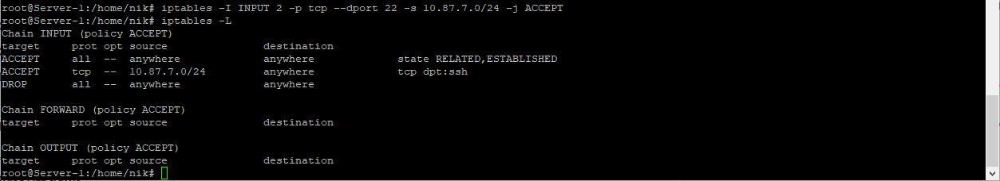 root@Server-1:/home/nik# iptables -I INPUT 2 -p tcp --dport 22 -s 10.87.7.0/24 -j ACCEPT
root@Server-1:/home/nik# iptables -L
Chain INPUT (policy ACCEPT)
target     prot opt source               destination
ACCEPT     all  --  anywhere             anywhere             state RELATED,ESTABLISHED
ACCEPT     tcp  --  10.87.7.0/24         anywhere             tcp dpt:ssh
DROP       all  --  anywhere             anywhere
Chain FORWARD (policy ACCEPT)
target     prot opt source               destination
Chain OUTPUT (policy ACCEPT)
target     prot opt source               destination
root@Server-1:/home/nik#